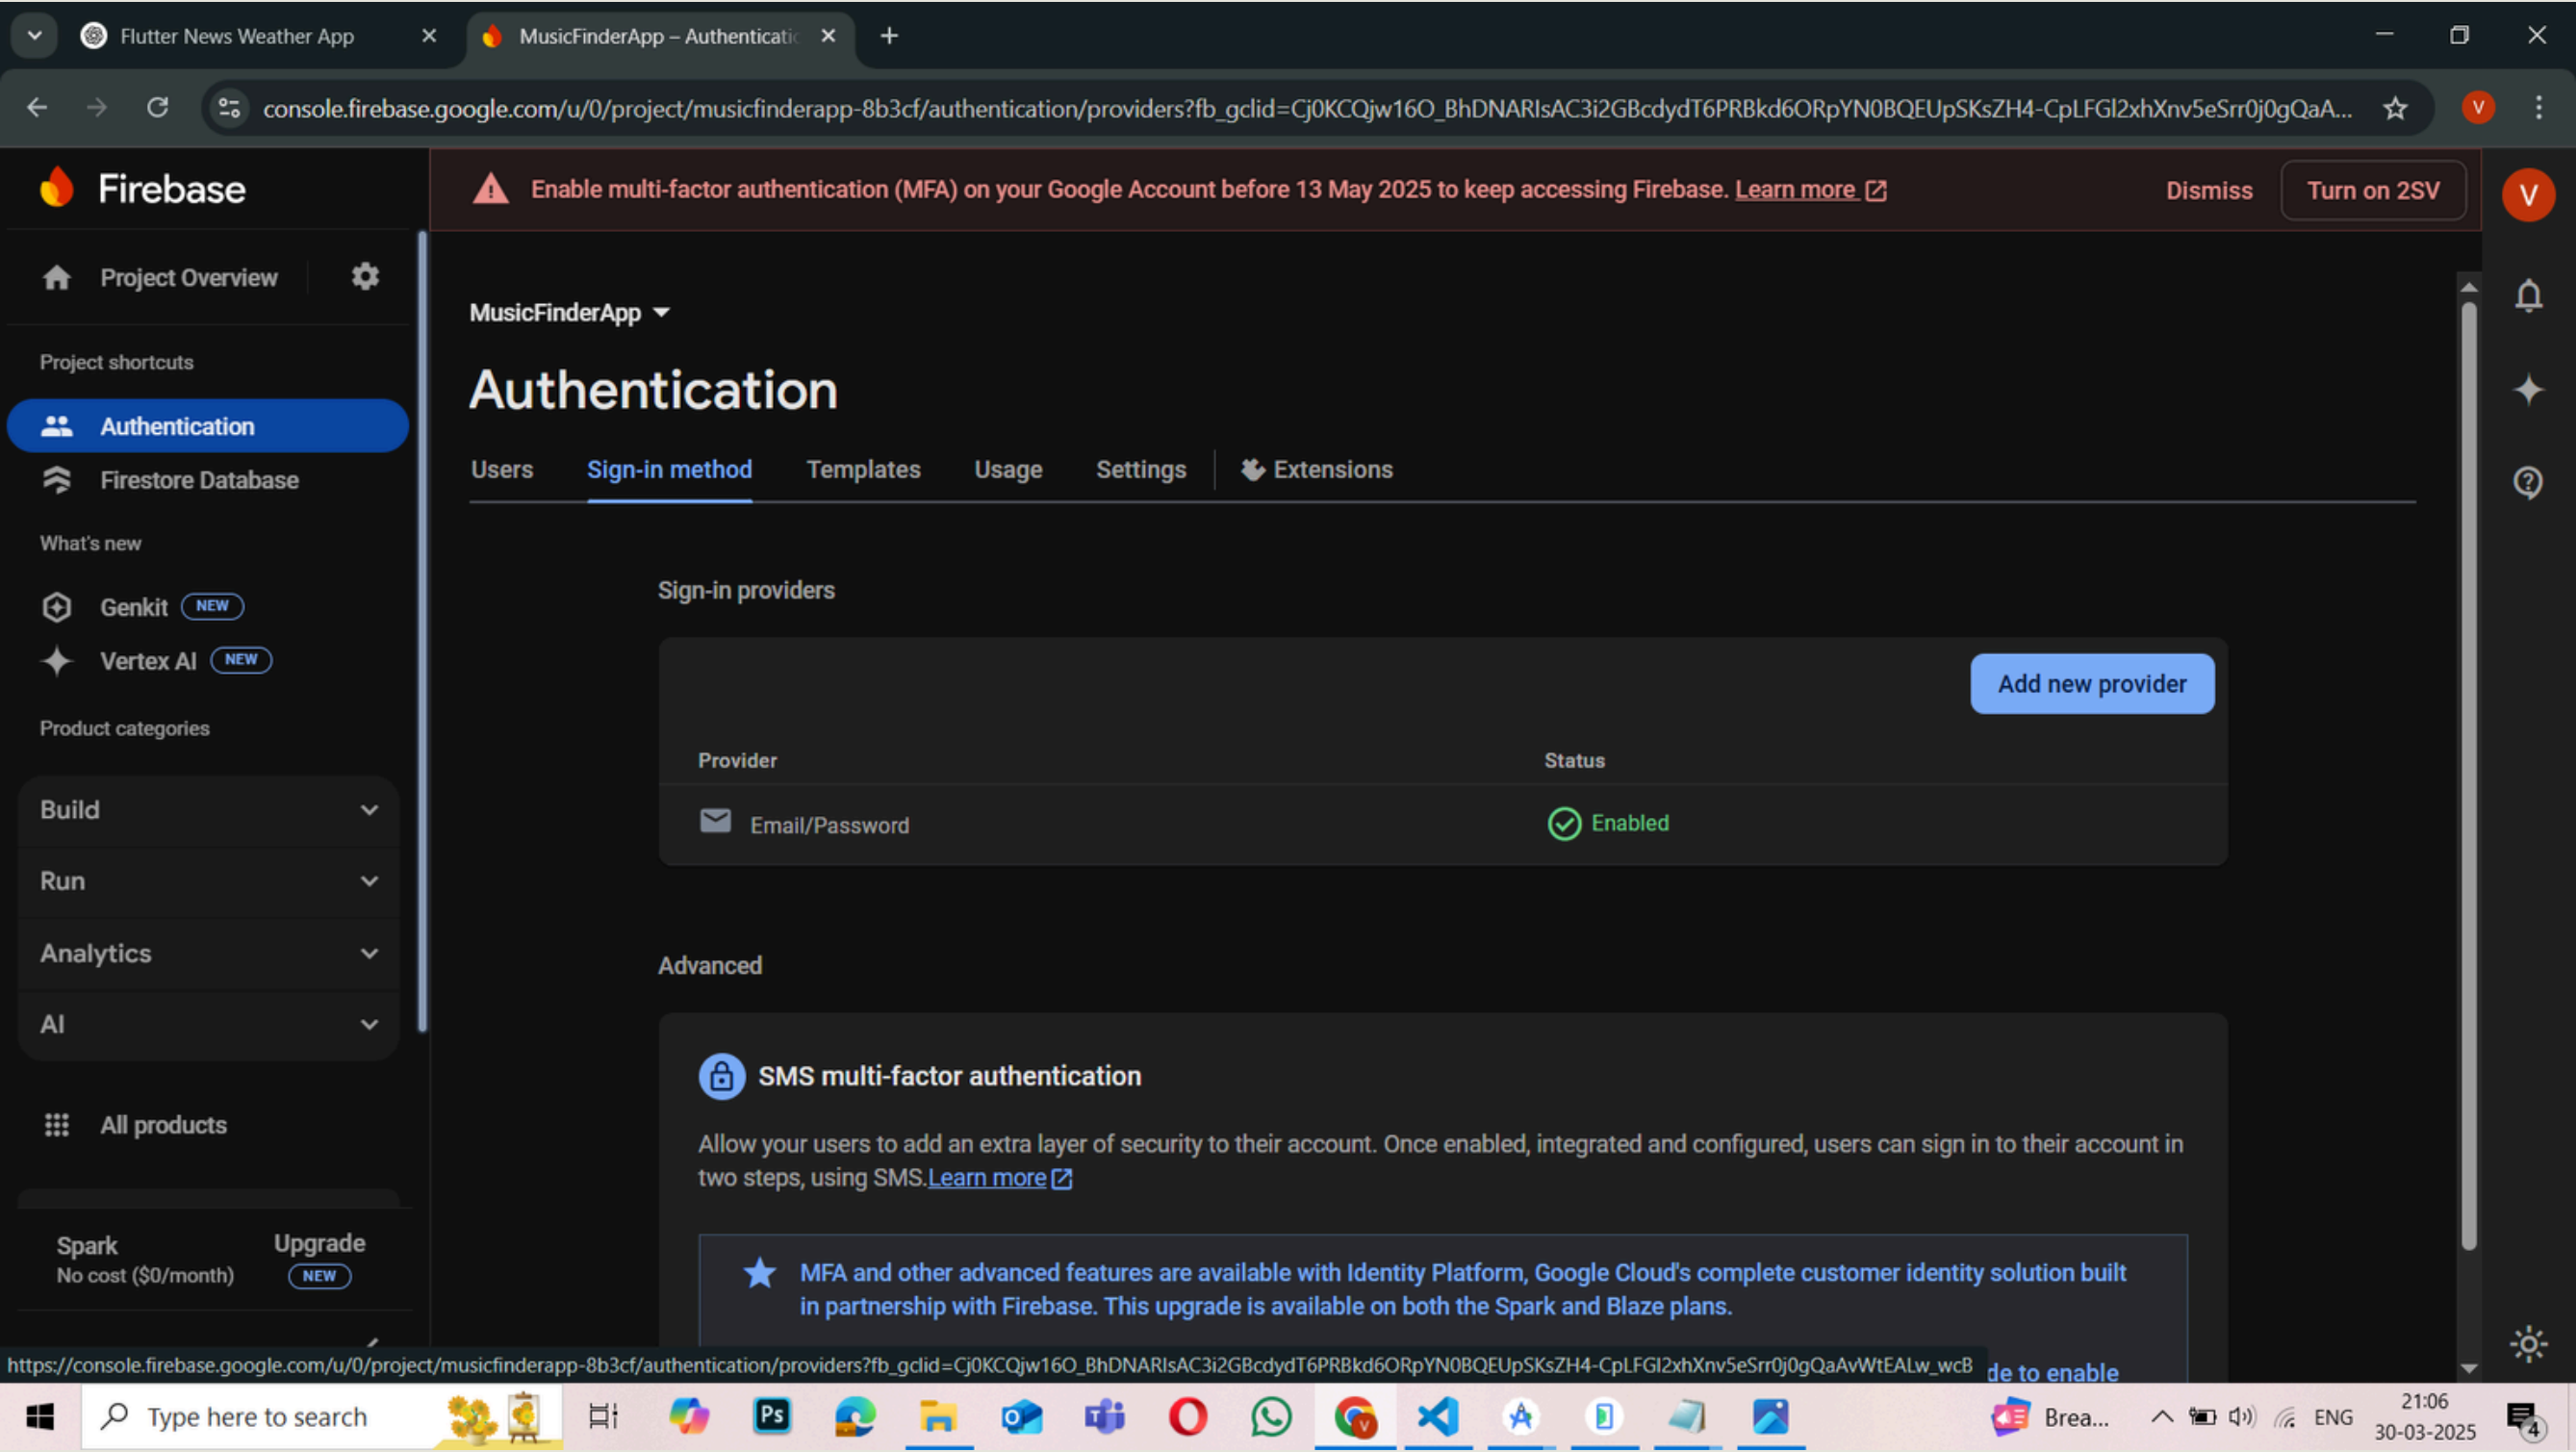 Flutter News Weather App
MusicFinderApp – Authenticatic
console.firebase.google.com/u/0/project/musicfinderapp-8b3cf/authentication/providers?fb_gclid=Cj0KCQjw16O_BhDNARIsAC3i2GBcdydT6PRBkd6ORpYN0BQEUpSKsZH4-CpLFGl2xhXnv5eSrr0j0gQaA...
V
Firebase
Enable multi-factor authentication (MFA) on your Google Account before 13 May 2025 to keep accessing Firebase. Learn more
Dismiss
Turn on 2SV
V
Project Overview
Project shortcuts
Authentication
Firestore Database
What's new
Genkit NEW
Vertex AI NEW
Product categories
Build
Run
Analytics
AI
All products
Spark
No cost ($0/month)
Upgrade
NEW
MusicFinderApp
Authentication
Users Sign-in method Templates Usage Settings Extensions
Sign-in providers
Add new provider
Provider Status
Email/Password Enabled
Advanced
SMS multi-factor authentication
Allow your users to add an extra layer of security to their account. Once enabled, integrated and configured, users can sign in to their account in
two steps, using SMS.Learn more
MFA and other advanced features are available with Identity Platform, Google Cloud's complete customer identity solution built
in partnership with Firebase. This upgrade is available on both the Spark and Blaze plans.
de to enable
https://console.firebase.google.com/u/0/project/musicfinderapp-8b3cf/authentication/providers?fb_gclid=Cj0KCQjw16O_BhDNARIsAC3i2GBcdydT6PRBkd6ORpYN0BQEUpSKsZH4-CpLFGl2xhXnv5eSrr0j0gQaAvWtEALw_wcB
Type here to search
Ps
V
Brea...
ENG
21:06
30-03-2025
4